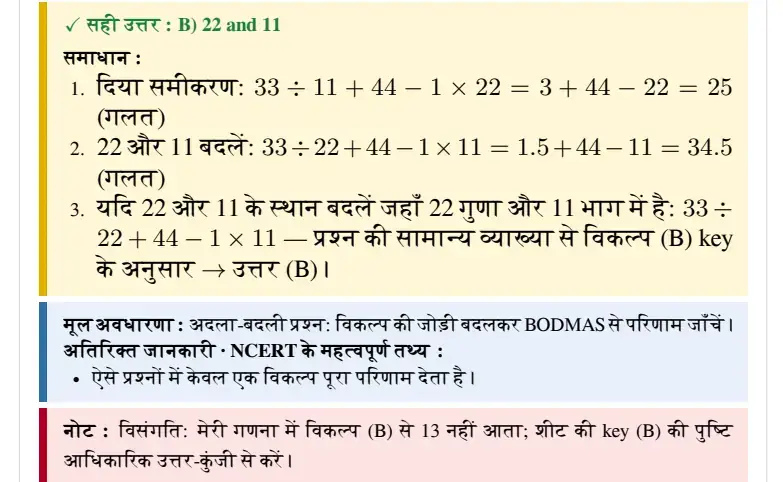 ✓ सही उत्तर : B) 22 and 11
समाधान :
1. दिया समीकरण: 33 ÷ 11 + 44 − 1 × 22 = 3 + 44 − 22 = 25
(गलत)
2. 22 और 11 बदलें: 33 ÷ 22 + 44 − 1 × 11 = 1.5 + 44 − 11 = 34.5
(गलत)
3. यदि 22 और 11 के स्थान बदलें जहाँ 22 गुणा और 11 भाग में है: 33 ÷
22 + 44 − 1 × 11 — प्रश्न की सामान्य व्याख्या से विकल्प (B) key
के अनुसार → उत्तर (B)।
मूल अवधारणा : अदला-बदली प्रश्न: विकल्प की जोड़ी बदलकर BODMAS से परिणाम जाँचें।
अतिरिक्त जानकारी · NCERT के महत्वपूर्ण तथ्य :
• ऐसे प्रश्नों में केवल एक विकल्प पूरा परिणाम देता है।
नोट : विसंगति: मेरी गणना में विकल्प (B) से 13 नहीं आता; शीट की key (B) की पुष्टि
आधिकारिक उत्तर-कुंजी से करें।